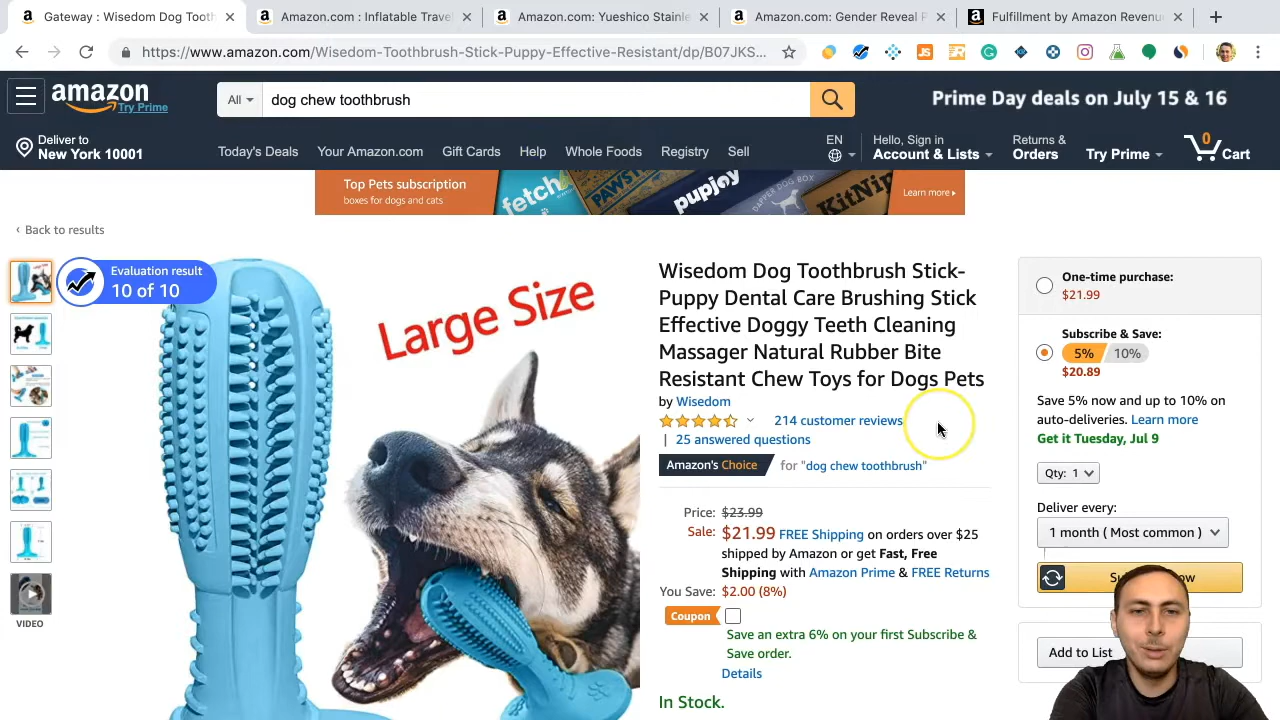 Gateway : Wisedom Dog Tooth
Amazon.com : Inflatable Trave
Amazon.com: Yueshico Stainle
Amazon.com: Gender Reveal P
Fulfillment by Amazon Revenu
https://www.amazon.com/Wisedom-Toothbrush-Stick-Puppy-Effective-Resistant/dp/B07JKS...
amazon
Try Prime
All
dog chew toothbrush
Prime Day deals on July 15 & 16
Deliver to
New York 10001
Today's Deals
Your Amazon.com
Gift Cards
Help
Whole Foods
Registry
Sell
EN
Hello, Sign in
Account & Lists
Returns &
Orders
Try Prime
0
Cart
Top Pets subscription
boxes for dogs and cats
fetch
PAWST
pupjoy
DAPPER DOG BOX
KitNip
Learn more
‹ Back to results
Evaluation result
10 of 10
Large Size
VIDEO
Wisedom Dog Toothbrush Stick-
Puppy Dental Care Brushing Stick
Effective Doggy Teeth Cleaning
Massager Natural Rubber Bite
Resistant Chew Toys for Dogs Pets
by Wisedom
214 customer reviews
| 25 answered questions
Amazon's Choice for "dog chew toothbrush"
Price: $23.99
Sale: $21.99 FREE Shipping on orders over $25
shipped by Amazon or get Fast, Free
Shipping with Amazon Prime & FREE Returns
You Save: $2.00 (8%)
Coupon
Save an extra 6% on your first Subscribe &
Save order.
Details
In Stock.
One-time purchase:
$21.99
Subscribe & Save:
5% 10%
$20.89
Save 5% now and up to 10% on
auto-deliveries. Learn more
Get it Tuesday, Jul 9
Qty: 1
Deliver every:
1 month ( Most common )
Add to List